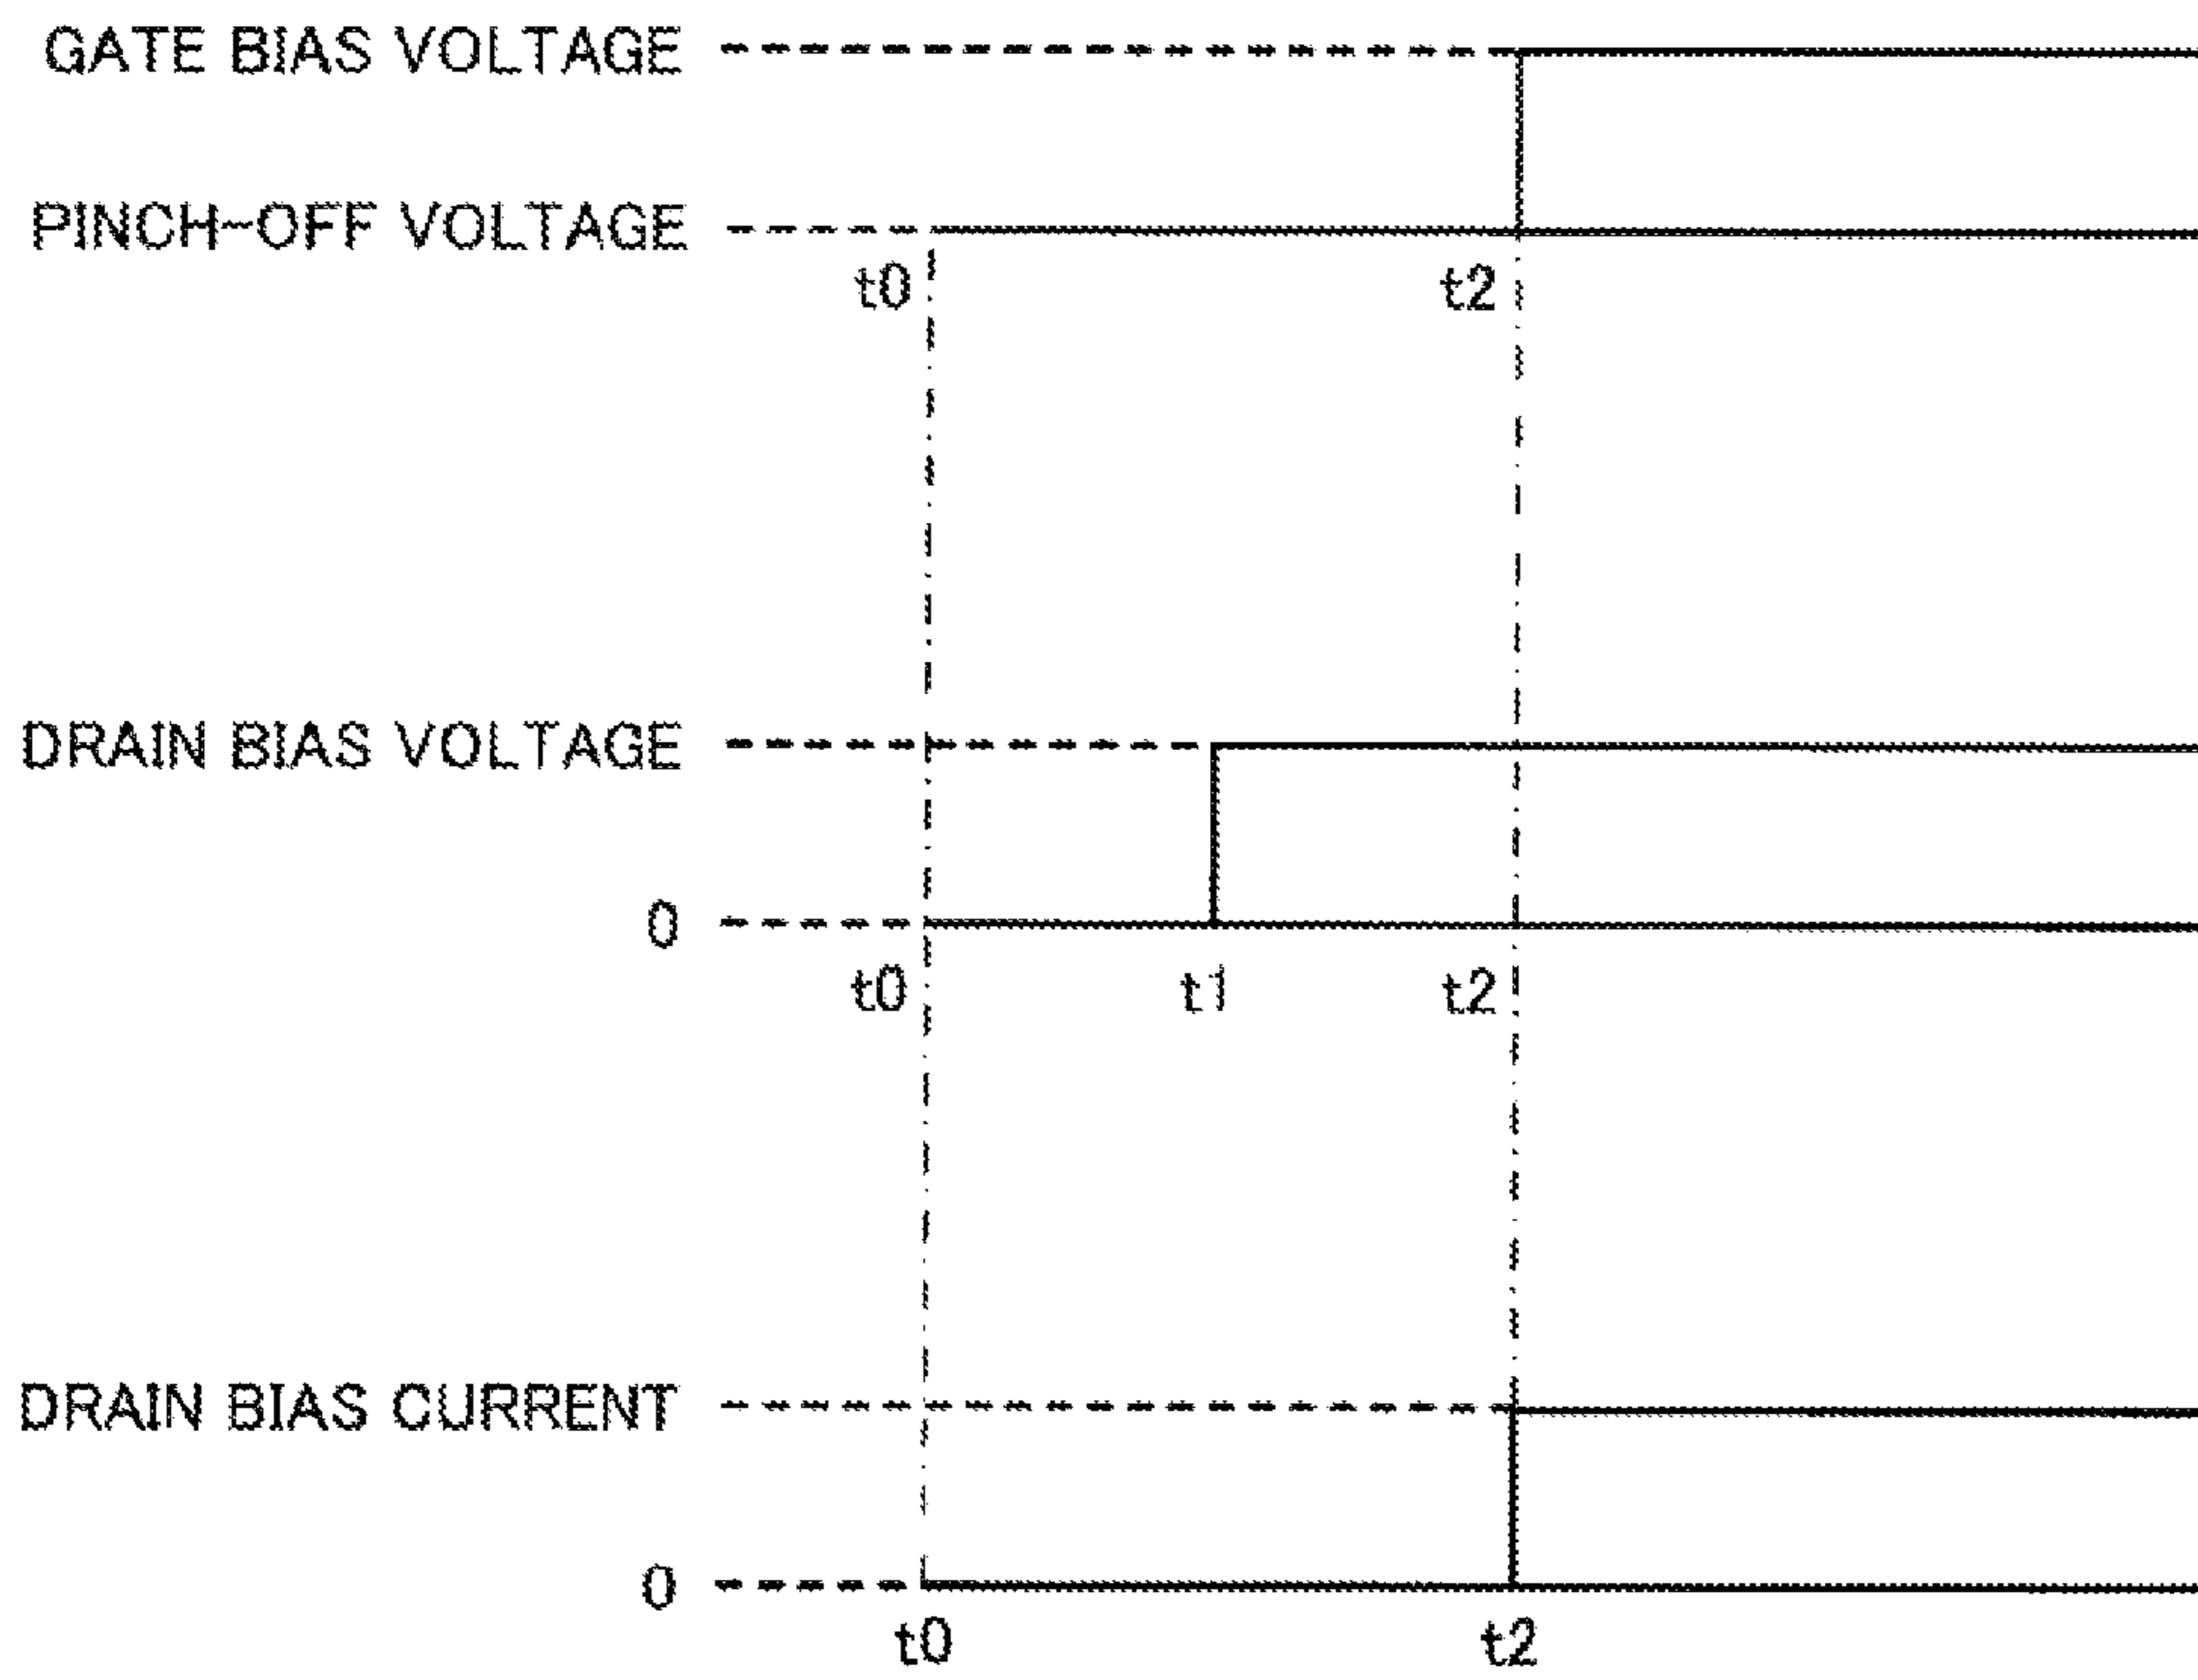 GATE BIAS VOLTAGE
PINCH-OFF VOLTAGE
t0 t2
DRAIN BIAS VOLTAGE
0
t0 t1 t2
DRAIN BIAS CURRENT
0
t0 t2